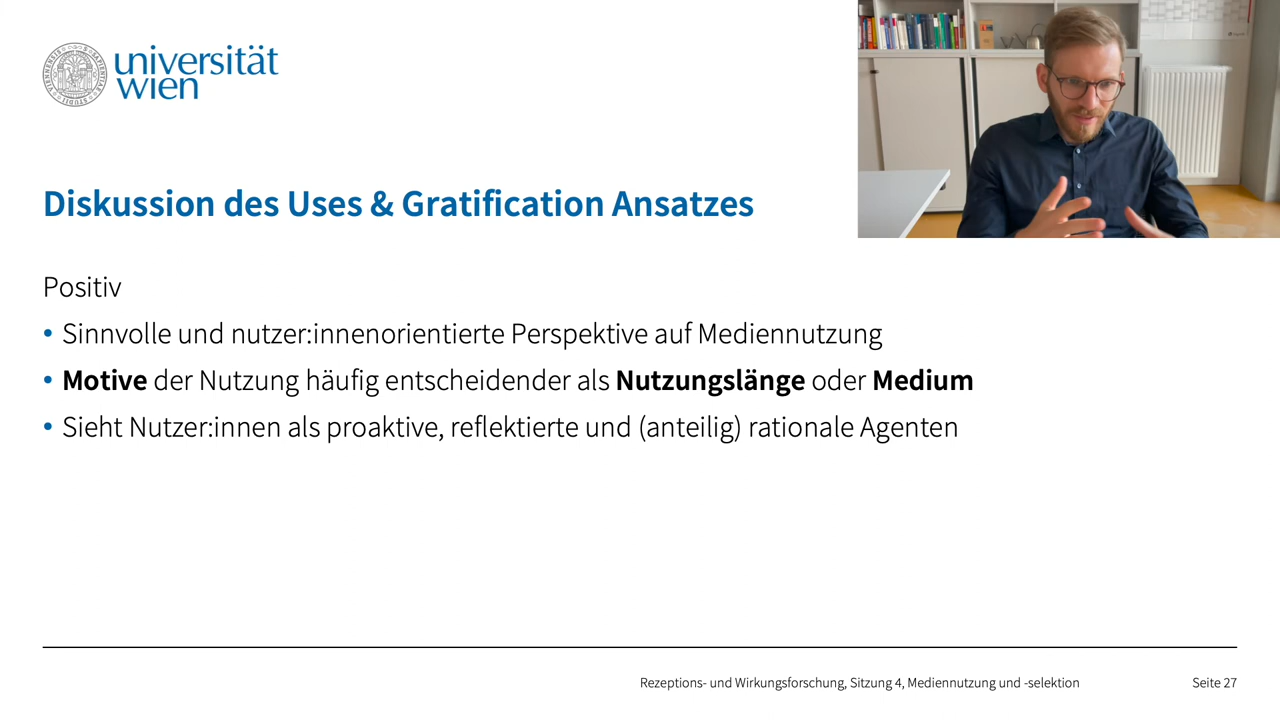 universität
wien
Diskussion des Uses & Gratification Ansatzes
Positiv
• Sinnvolle und nutzer:innenorientierte Perspektive auf Mediennutzung
• Motive der Nutzung häufig entscheidender als Nutzungslänge oder Medium
• Sieht Nutzer:innen als proaktive, reflektierte und (anteilig) rationale Agenten
Rezeptions- und Wirkungsforschung, Sitzung 4, Mediennutzung und -selektion
Seite 27